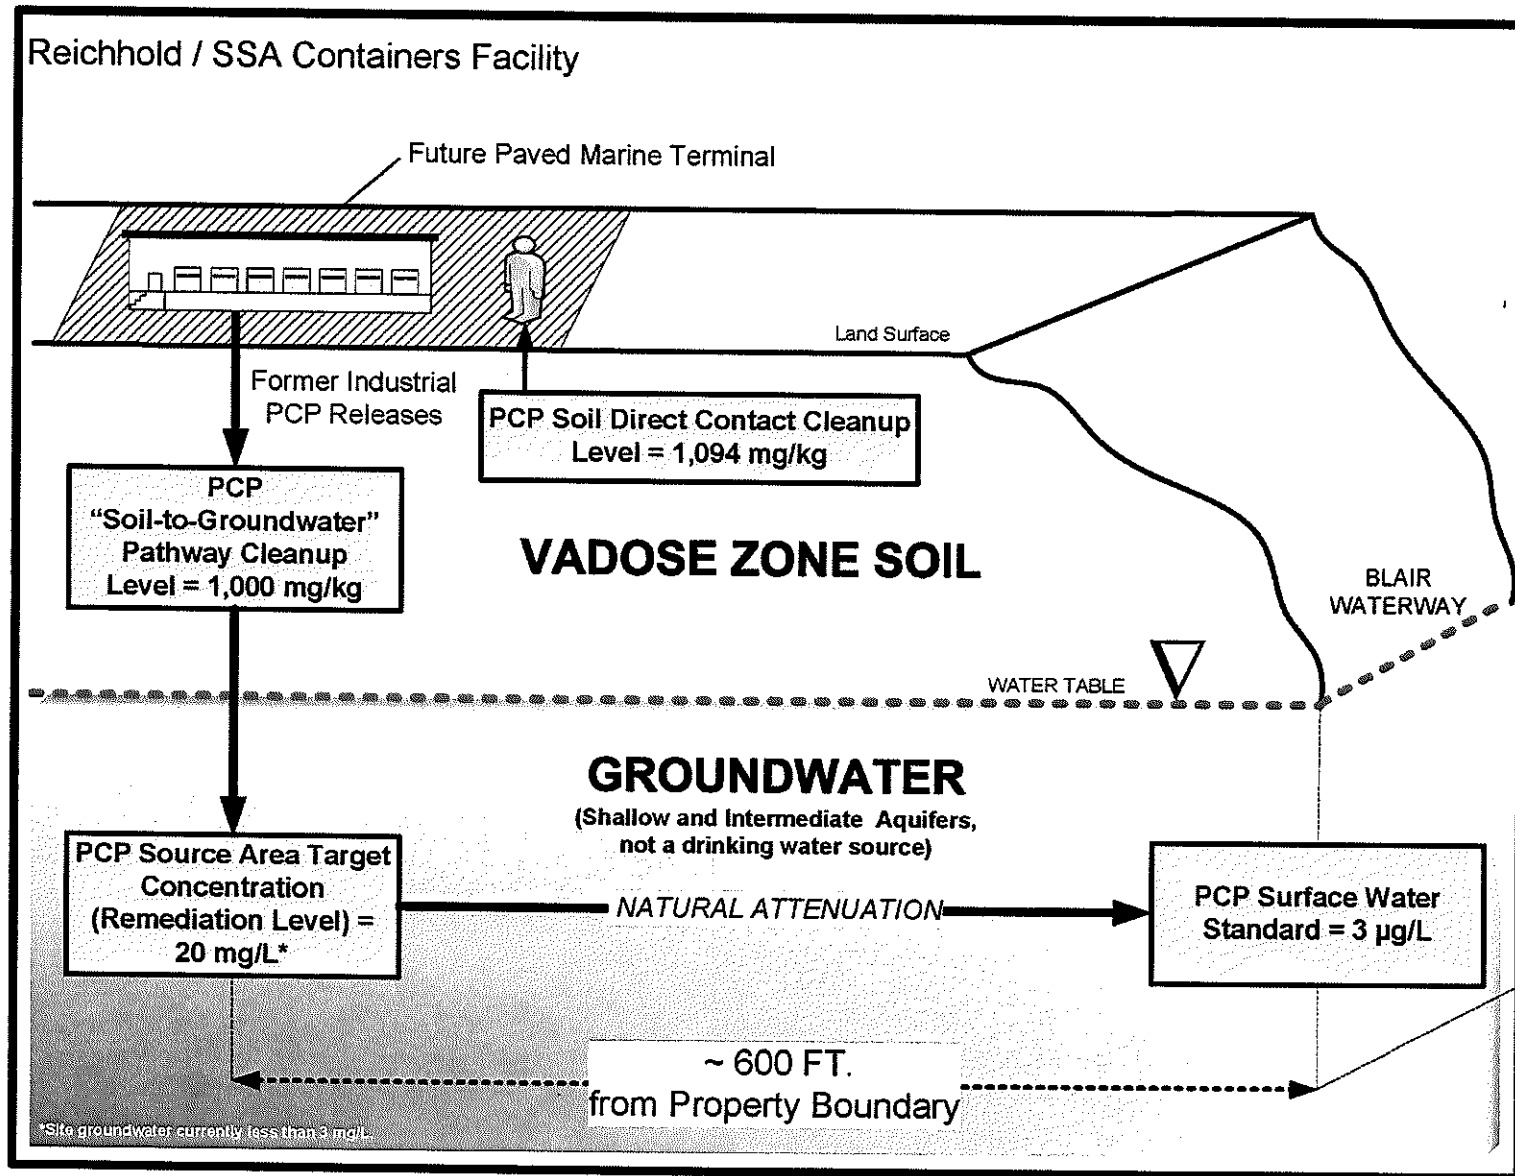 Reichhold / SSA Containers Facility
Future Paved Marine Terminal
Land Surface
Former Industrial
PCP Releases
PCP Soil Direct Contact Cleanup
Level = 1,094 mg/kg
PCP
“Soil-to-Groundwater”
Pathway Cleanup
Level = 1,000 mg/kg
VADOSE ZONE SOIL
BLAIR
WATERWAY
WATER TABLE
GROUNDWATER
(Shallow and Intermediate Aquifers,
not a drinking water source)
PCP Source Area Target
Concentration
(Remediation Level) =
20 mg/L*
NATURAL ATTENUATION
PCP Surface Water
Standard = 3 µg/L
~ 600 FT.
from Property Boundary
*Site groundwater currently less than 3 mg/L.